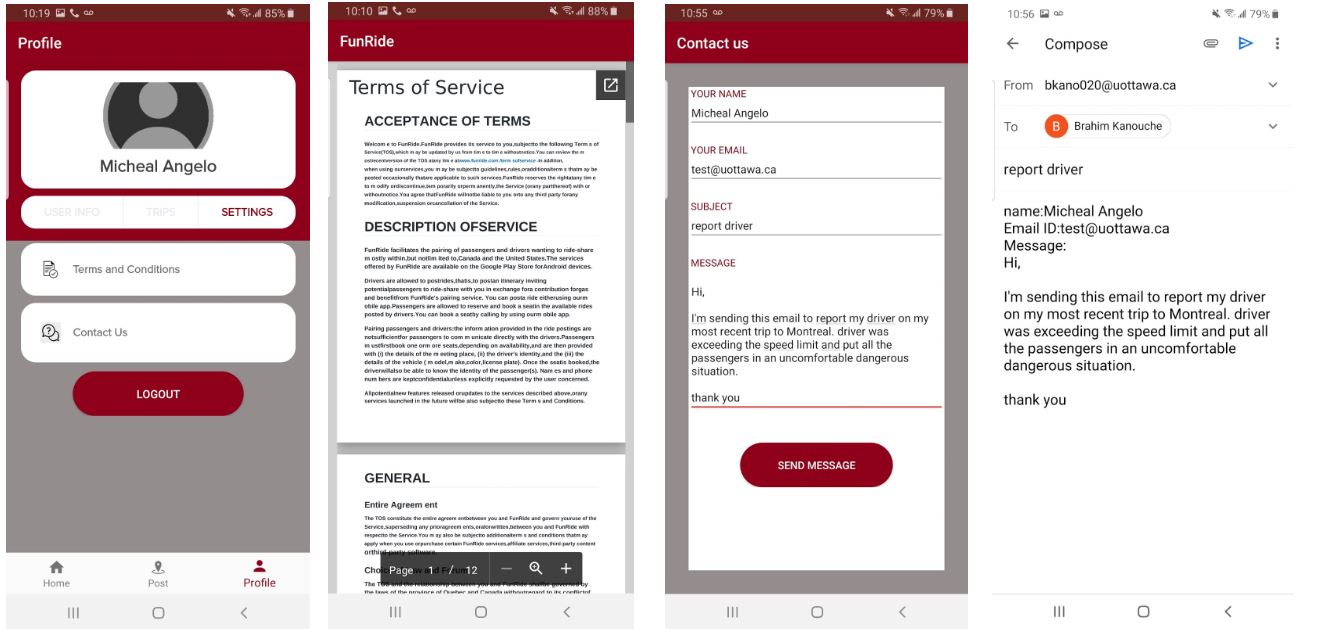 10:19 85%
Profile
Micheal Angelo
USER INFO TRIPS SETTINGS
Terms and Conditions
Contact Us
LOGOUT
Home Post Profile
10:10 88%
FunRide
Terms of Service
ACCEPTANCE OF TERMS
Welcom e to FunRide.FunRide provides its service to you,subjectto the following Term s of
Service(TOS),which m ay be updated by us from tim e to tim e withoutnotice.You can review the m
ostrecentversion of the TOS atany tim e atwww.funride.com /term sofservice .In addition,
when using ourservices,you m ay be subjectto guidelines,rules,oradditionalterm s thatm ay be
posted occasionally thatare applicable to such services.FunRide reserves the rightatany tim e
to m odify ordiscontinue,tem porarily orperm anently,the Service (orany partthereof) with or
withoutnotice.You agree thatFunRide willnotbe liable to you orto any third party forany
modification,suspension orcancellation of the Service.
DESCRIPTION OFSERVICE
FunRide facilitates the pairing of passengers and drivers wanting to ride-share
m ostly within,but notlim ited to,Canada and the United States.The services
offered by FunRide are available on the Google Play Store forAndroid devices.
Drivers are allowed to postrides,thatis,to postan itinerary inviting
potentialpassengers to ride-share with you in exchange fora contribution forgas
and benefitfrom FunRide's pairing service. You can posta ride eitherusing ourm
obile app.Passengers are allowed to reserve and book a seatin the available rides
posted by drivers.You can book a seatby calling by using ourm obile app.
Pairing passengers and drivers:the inform ation provided in the ride postings are
notsufficientfor passengers to com m unicate directly with the drivers.Passengers
m ustfirstbook one orm ore seats,depending on availability,and are then provided
with (i) the details of the m eeting place, (ii) the driver's identity,and the (iii) the
details of the vehicle ( m odel,m ake,color,license plate). Once the seatis booked,the
driverwillalso be able to know the identity of the passenger(s). Nam es and phone
num bers are keptconfidentialunless explicitly requested by the user concerned.
Allpotentialnew features released orupdates to the services described above,orany
services launched in the future willbe also subjectto these Term s and Conditions.
GENERAL
Entire Agreem ent
The TOS constitute the entire agreem entbetween you and FunRide and govern youruse of the
Service,superseding any prioragreem ents,oralorwritten,between you and FunRide with
respectto the Service.You m ay also be subjectto additionalterm s and conditions thatm ay
apply when you use orpurchase certain FunRide services,affiliate services,third party content
orthird-party software.
Page 1 / 12
The TOS and the relationship between you and FunRide shallbe governed by
the laws of the province of Quebec and Canada withoutregard to its conflictof
10:55 79%
Contact us
YOUR NAME
Micheal Angelo
YOUR EMAIL
test@uottawa.ca
SUBJECT
report driver
MESSAGE
Hi,
I'm sending this email to report my driver on my
most recent trip to Montreal. driver was
exceeding the speed limit and put all the
passengers in an uncomfortable dangerous
situation.
thank you
SEND MESSAGE
10:56 79%
Compose
From bkano020@uottawa.ca
To B Brahim Kanouche
report driver
name:Micheal Angelo
Email ID:test@uottawa.ca
Message:
Hi,
I'm sending this email to report my driver
on my most recent trip to Montreal. driver
was exceeding the speed limit and put all
the passengers in an uncomfortable
dangerous situation.
thank you